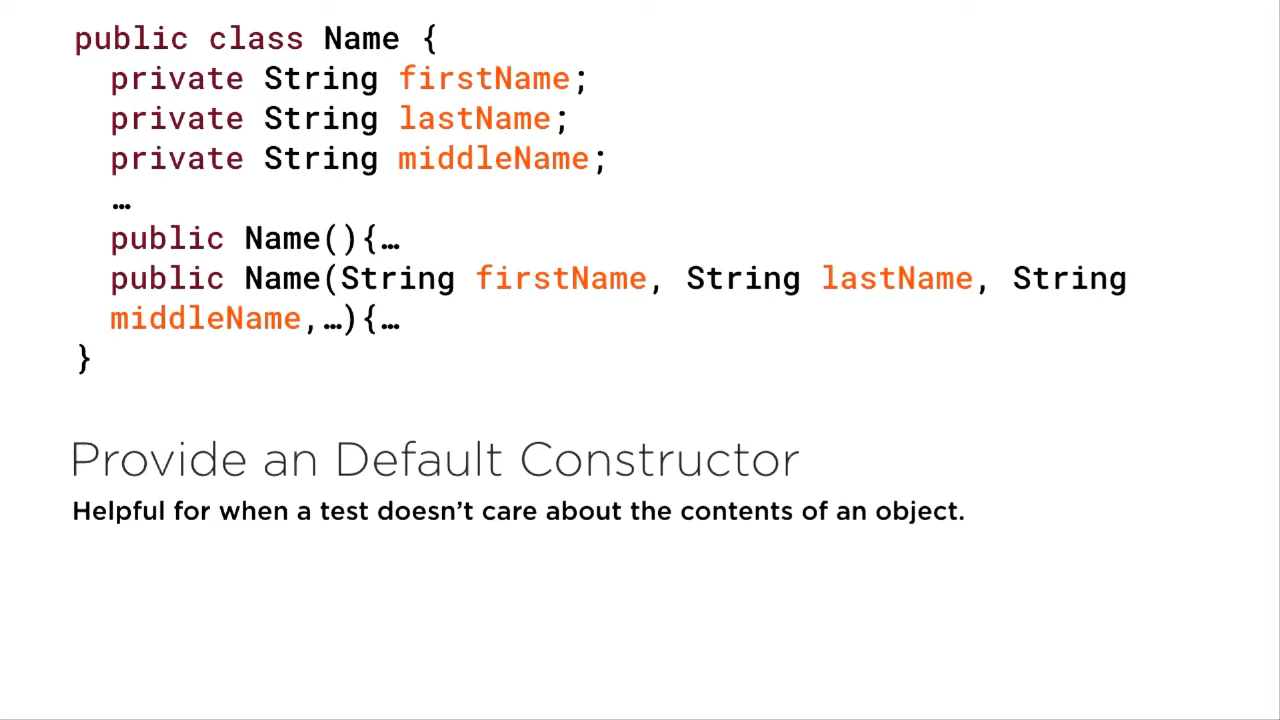 public class Name {
private String firstName;
private String lastName;
private String middleName;
…
public Name(){…
public Name(String firstName, String lastName, String
middleName,…){…
}
Provide an Default Constructor
Helpful for when a test doesn’t care about the contents of an object.